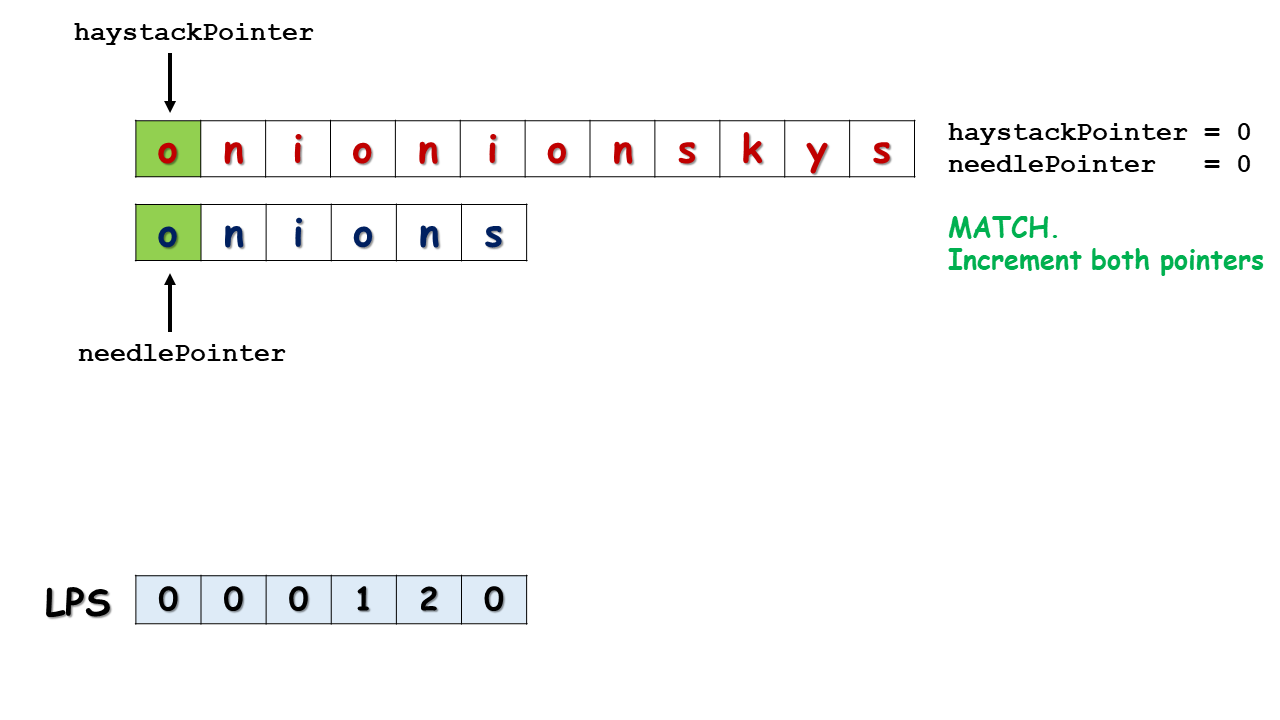 haystackPointer
o n i o n i o n s k y s
haystackPointer = 0
needlePointer = 0
o n i o n s
MATCH.
Increment both pointers
needlePointer
LPS 0 0 0 1 2 0